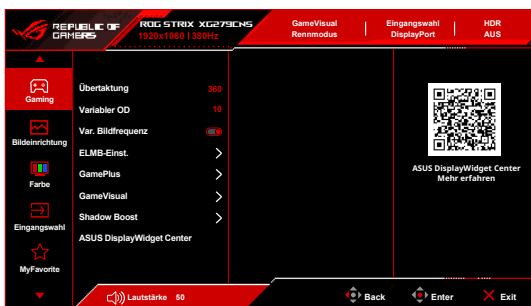 REPUBLIC OF
GAMERS
ROG STRIX XG279CNS
1920x1080 | 380Hz
GameVisual
Rennmodus
Eingangswahl
DisplayPort
HDR
AUS
Gaming
Bildeinrichtung
Farbe
Eingangswahl
MyFavorite
Übertaktung 360
Variabler OD 10
Var. Bildfrequenz
ELMB-Einst.
GamePlus
GameVisual
Shadow Boost
ASUS DisplayWidget Center
ASUS DisplayWidget Center
Mehr erfahren
Lautstärke 50
Back
Enter
Exit